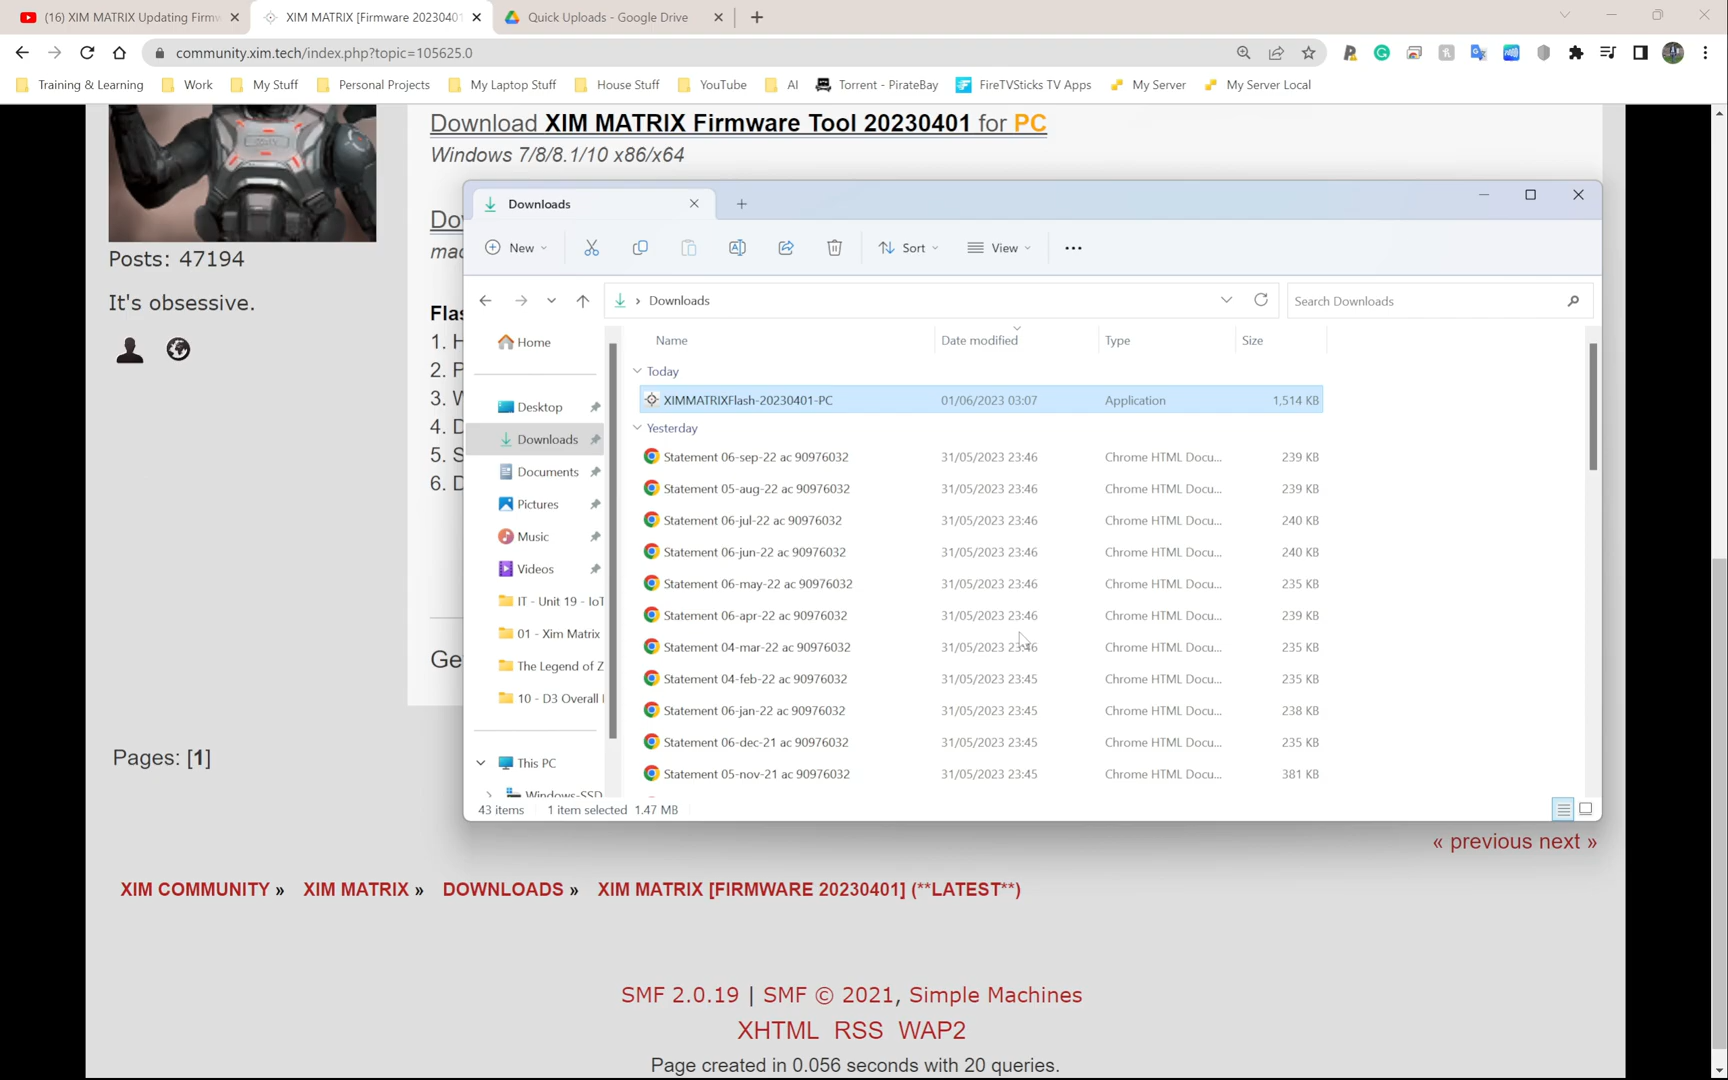 (16) XIM MATRIX Updating Firmw
XIM MATRIX [Firmware 20230401
Quick Uploads - Google Drive
community.xim.tech/index.php?topic=105625.0
Training & Learning
Work
My Stuff
Personal Projects
My Laptop Stuff
House Stuff
YouTube
AI
Torrent - PirateBay
FireTVSticks TV Apps
My Server
My Server Local
Download XIM MATRIX Firmware Tool 20230401 for PC
Windows 7/8/8.1/10 x86/x64
Do
mac
Flas
1. H
2. P
3. W
4. D
5. S
6. D
Ge
Posts: 47194
It's obsessive.
Downloads
New
Sort
View
Downloads
Search Downloads
Home
Desktop
Downloads
Documents
Pictures
Music
Videos
IT - Unit 19 - IoT
01 - Xim Matrix
The Legend of Z
10 - D3 Overall
This PC
Windows-SSD
Name Date modified Type Size
Today
XIMMATRIXFlash-20230401-PC 01/06/2023 03:07 Application 1,514 KB
Yesterday
Statement 06-sep-22 ac 90976032 31/05/2023 23:46 Chrome HTML Docu... 239 KB
Statement 05-aug-22 ac 90976032 31/05/2023 23:46 Chrome HTML Docu... 239 KB
Statement 06-jul-22 ac 90976032 31/05/2023 23:46 Chrome HTML Docu... 240 KB
Statement 06-jun-22 ac 90976032 31/05/2023 23:46 Chrome HTML Docu... 240 KB
Statement 06-may-22 ac 90976032 31/05/2023 23:46 Chrome HTML Docu... 235 KB
Statement 06-apr-22 ac 90976032 31/05/2023 23:46 Chrome HTML Docu... 239 KB
Statement 04-mar-22 ac 90976032 31/05/2023 23:46 Chrome HTML Docu... 235 KB
Statement 04-feb-22 ac 90976032 31/05/2023 23:45 Chrome HTML Docu... 235 KB
Statement 06-jan-22 ac 90976032 31/05/2023 23:45 Chrome HTML Docu... 238 KB
Statement 06-dec-21 ac 90976032 31/05/2023 23:45 Chrome HTML Docu... 235 KB
Statement 05-nov-21 ac 90976032 31/05/2023 23:45 Chrome HTML Docu... 381 KB
43 items 1 item selected 1.47 MB
Pages: [1]
« previous next »
XIM COMMUNITY » XIM MATRIX » DOWNLOADS » XIM MATRIX [FIRMWARE 20230401] (**LATEST**)
SMF 2.0.19 | SMF © 2021, Simple Machines
XHTML RSS WAP2
Page created in 0.056 seconds with 20 queries.